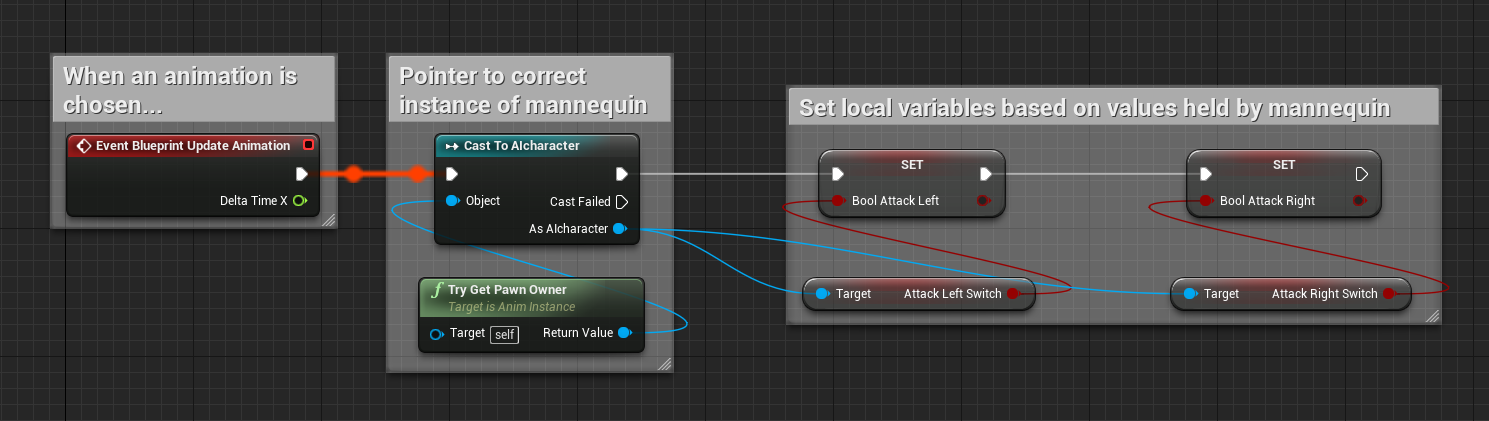 When an animation is
chosen...
Event Blueprint Update Animation
Delta Time X
Pointer to correct
instance of mannequin
Cast To AIcharacter
Object
Cast Failed
As AIcharacter
f Try Get Pawn Owner
Target is Anim Instance
Target self Return Value
Set local variables based on values held by mannequin
SET
Bool Attack Left
Target Attack Left Switch
SET
Bool Attack Right
Target Attack Right Switch